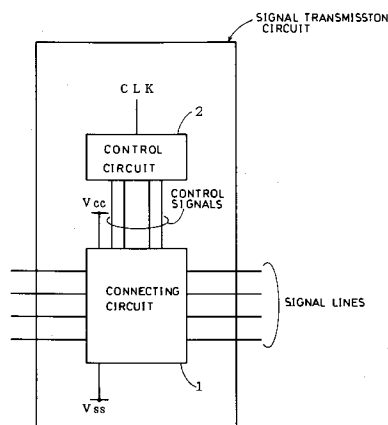 SIGNAL TRANSMISSTON
CIRCUIT
CLK
2
CONTROL
CIRCUIT
CONTROL
SIGNALS
Vcc
CONNECTING
CIRCUIT
SIGNAL LINES
1
Vss